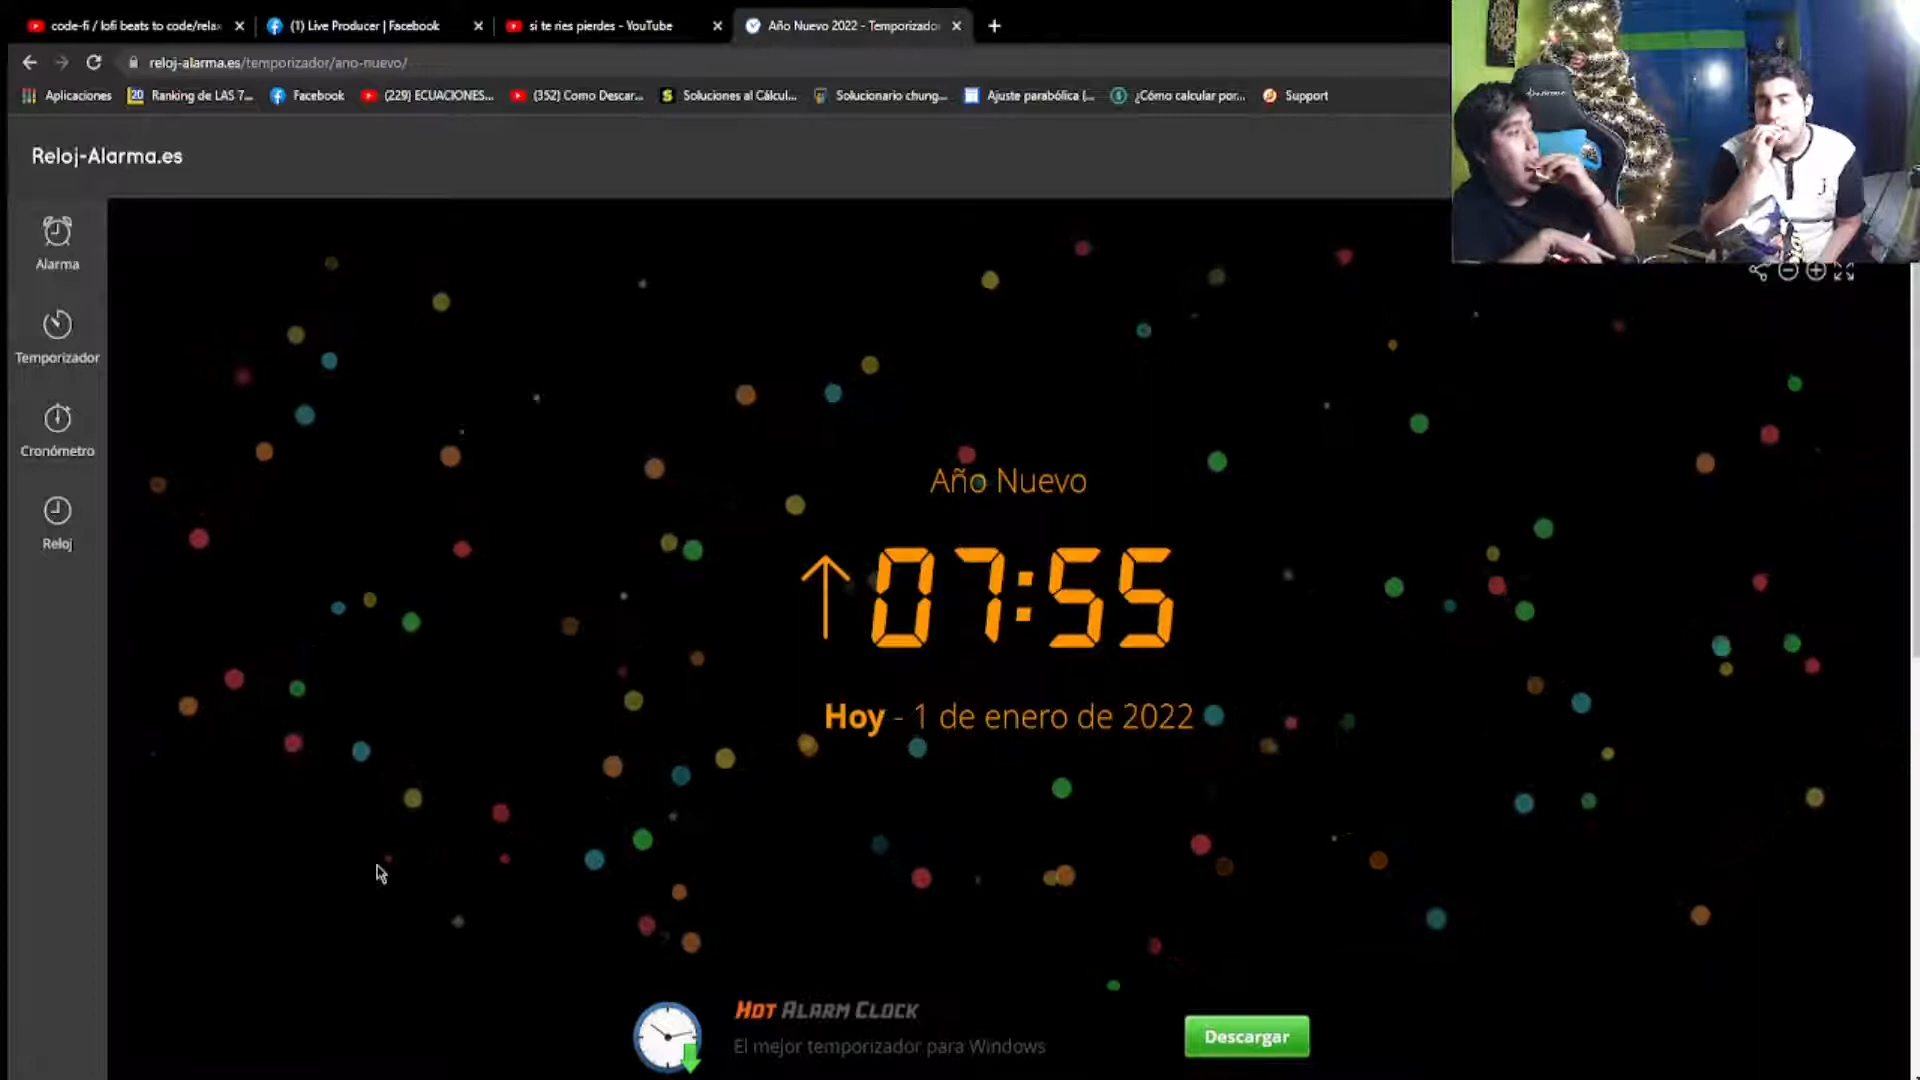 code-fi / lofi beats to code/relax
(1) Live Producer | Facebook
si te ries pierdes - YouTube
Año Nuevo 2022 - Temporizador
reloj-alarma.es/temporizador/ano-nuevo/
Aplicaciones
Ranking de LAS 7...
Facebook
(229) ECUACIONES...
(352) Como Descar...
Soluciones al Cálcul...
Solucionario chung...
Ajuste parabólica (...
¿Cómo calcular por...
Support
Reloj-Alarma.es
Alarma
Temporizador
Cronómetro
Reloj
Año Nuevo
↑07:55
Hoy - 1 de enero de 2022
HOT ALARM CLOCK
El mejor temporizador para Windows
Descargar